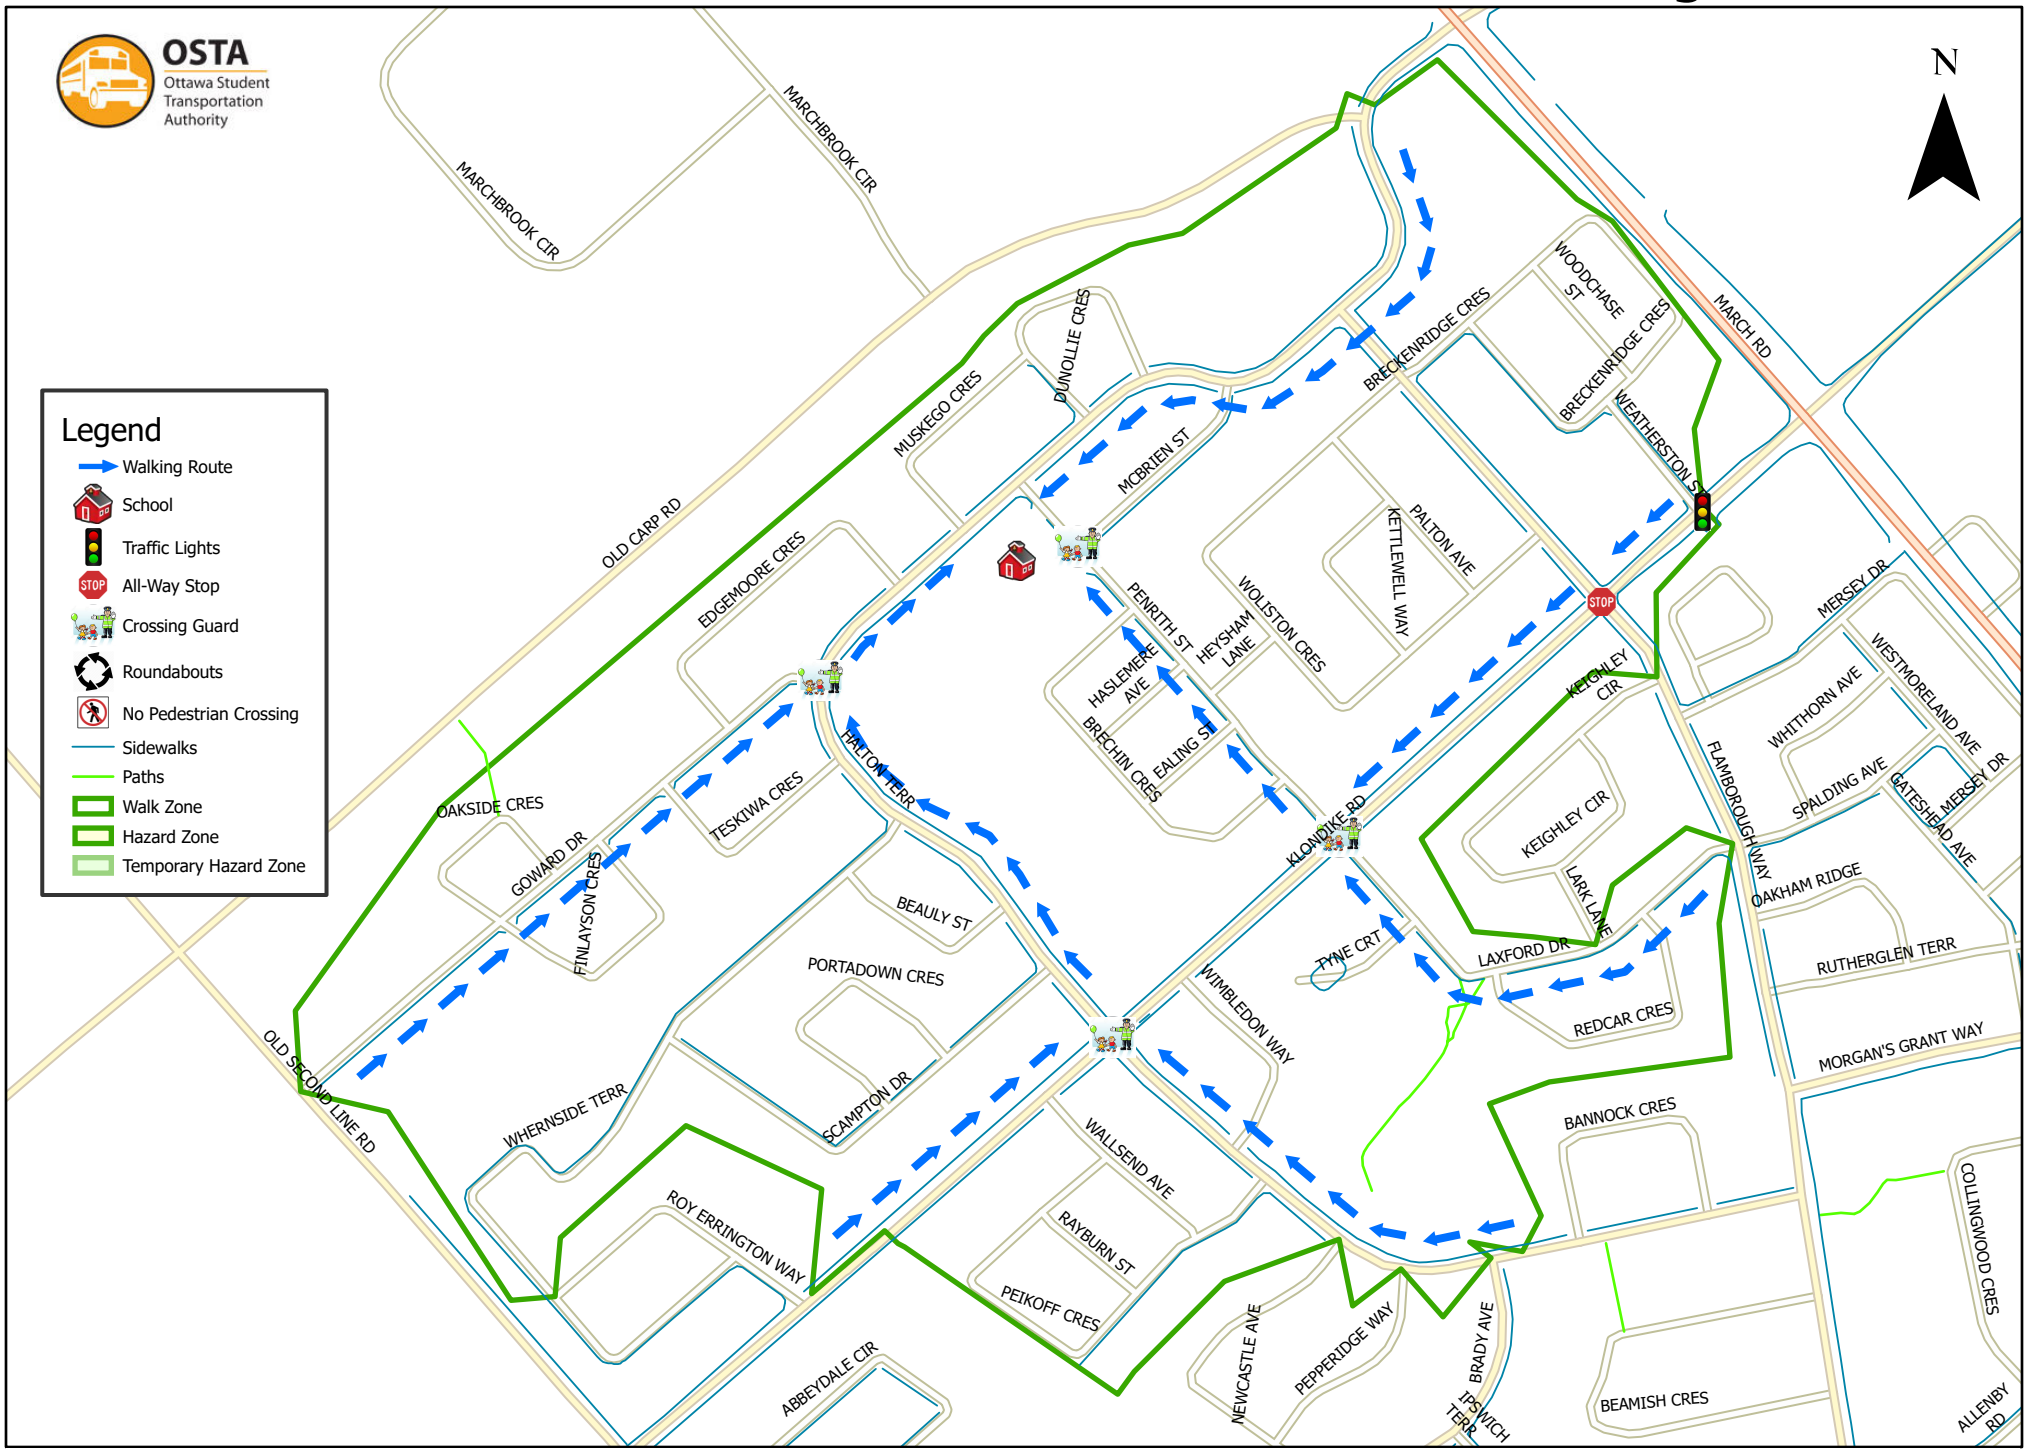 OSTA
Ottawa Student
Transportation
Authority
N
MARCHBROOK CIR
MARCHBROOK CIR
Legend
Walking Route
School
Traffic Lights
STOP
All-Way Stop
Crossing Guard
Roundabouts
No Pedestrian Crossing
Sidewalks
Paths
Walk Zone
Hazard Zone
Temporary Hazard Zone
OLD CARP RD
MUSKEGO CRES
DUNOLLIE CRES
MCBRIEN ST
EDGEMOORE CRES
BRECKENRIDGE CRES
WOODCHASE
ST
BRECKENRIDGE CRES
WEATHERSTON ST
MARCH RD
PALTON AVE
KETTLEWELL WAY
WOLISTON CRES
HEYSHAM
LANE
PENRITH ST
HASLEMERE
AVE
BRECHIN CRES
EALING ST
STOP
KEIGHLEY
CIR
MERSEY DR
WESTMORELAND AVE
WHITHORN AVE
SPALDING AVE
GATESHEAD AVE
MERSEY DR
FLAMBOROUGH WAY
KEIGHLEY CIR
LARK LANE
KLONDIKE RD
HALTON TERR
TESKIWA CRES
OAKSIDE CRES
GOWARD DR
FINLAYSON CRES
BEAULY ST
PORTADOWN CRES
SCAMPTON DR
WHERNSIDE TERR
OLD SECOND LINE RD
ROY ERRINGTON WAY
WIMBLEDON WAY
TYNE CRT
LAXFORD DR
REDCAR CRES
OAKHAM RIDGE
RUTHERGLEN TERR
MORGAN'S GRANT WAY
BANNOCK CRES
COLLINGWOOD CRES
WALLSEND AVE
RAYBURN ST
PEIKOFF CRES
ABBEYDALE CIR
NEWCASTLE AVE
PEPPERIDGE WAY
BRADY AVE
IPSWICH
TERR
BEAMISH CRES
ALLENBY
RD